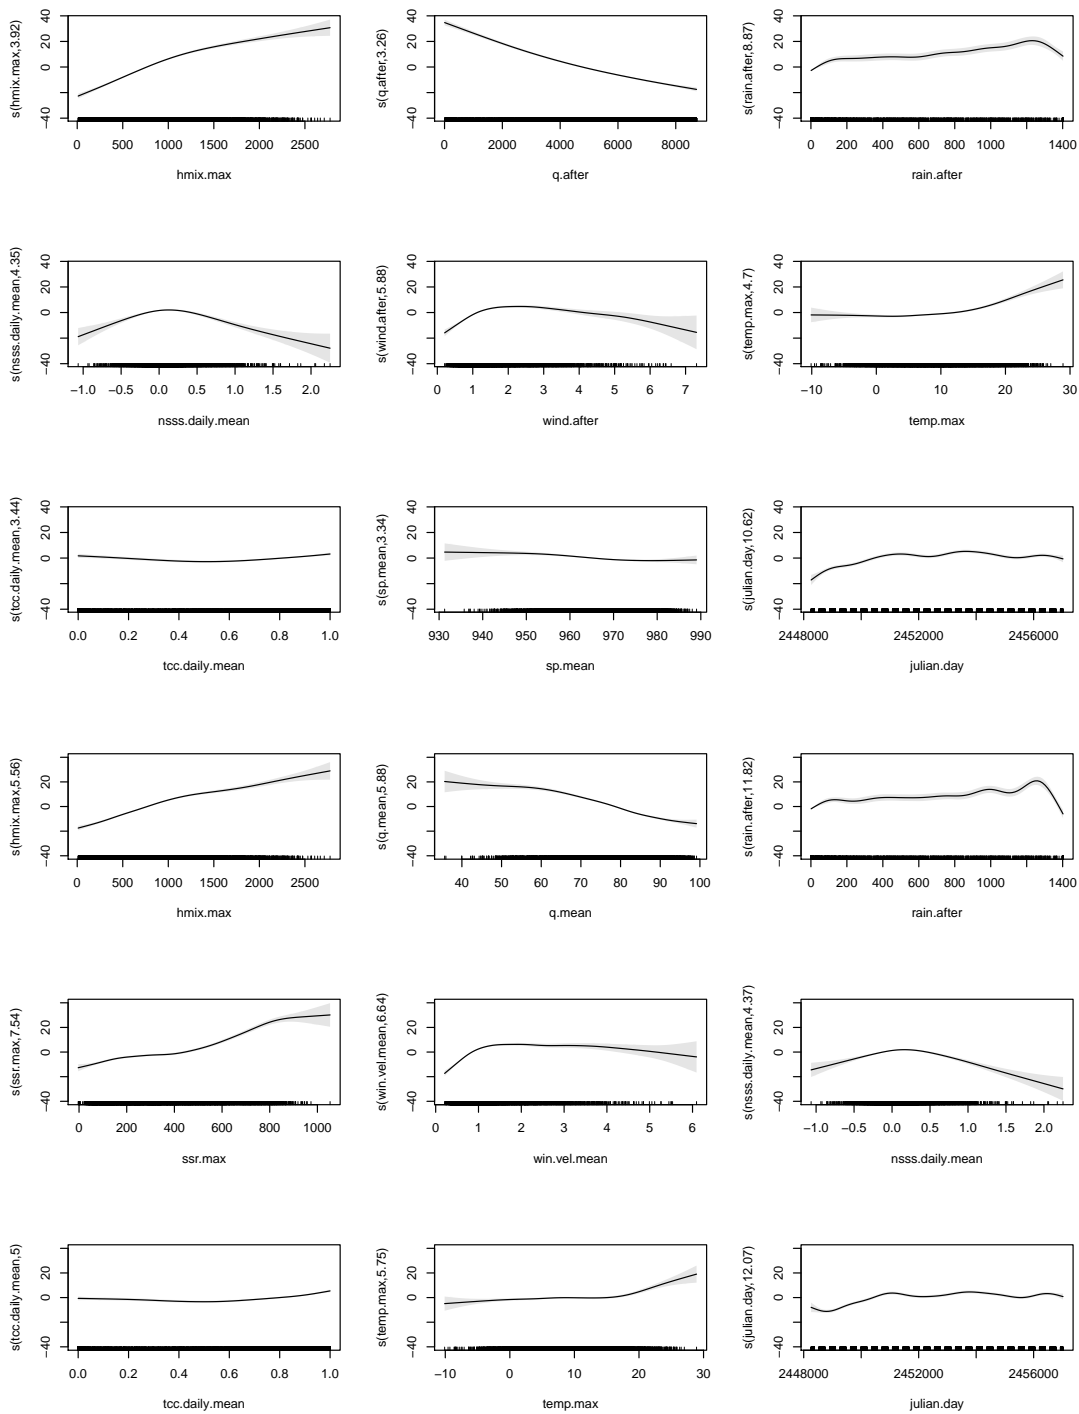 s(hmix.max,3.92)
−40 0 20 40
0 500 1000 1500 2000 2500
hmix.max
s(q.after,3.26)
−40 0 20 40
0 2000 4000 6000 8000
q.after
s(rain.after,8.87)
−40 0 20 40
0 200 400 600 800 1000 1400
rain.after
s(nsss.daily.mean,4.35)
−40 0 20 40
−1.0 −0.5 0.0 0.5 1.0 1.5 2.0
nsss.daily.mean
s(wind.after,5.88)
−40 0 20 40
0 1 2 3 4 5 6 7
wind.after
s(temp.max,4.7)
−40 0 20 40
−10 0 10 20 30
temp.max
s(tcc.daily.mean,3.44)
−40 0 20 40
0.0 0.2 0.4 0.6 0.8 1.0
tcc.daily.mean
s(sp.mean,3.34)
−40 0 20 40
930 940 950 960 970 980 990
sp.mean
s(julian.day,10.62)
−40 0 20 40
2448000 2452000 2456000
julian.day
s(hmix.max,5.56)
−40 0 20
0 500 1000 1500 2000 2500
hmix.max
s(q.mean,5.88)
−40 0 20
40 50 60 70 80 90 100
q.mean
s(rain.after,11.82)
−40 0 20
0 200 400 600 800 1000 1400
rain.after
s(ssr.max,7.54)
−40 0 20
0 200 400 600 800 1000
ssr.max
s(win.vel.mean,6.64)
−40 0 20
0 1 2 3 4 5 6
win.vel.mean
s(nsss.daily.mean,4.37)
−40 0 20
−1.0 −0.5 0.0 0.5 1.0 1.5 2.0
nsss.daily.mean
s(tcc.daily.mean,5)
−40 0 20
0.0 0.2 0.4 0.6 0.8 1.0
tcc.daily.mean
s(temp.max,5.75)
−40 0 20
−10 0 10 20 30
temp.max
s(julian.day,12.07)
−40 0 20
2448000 2452000 2456000
julian.day